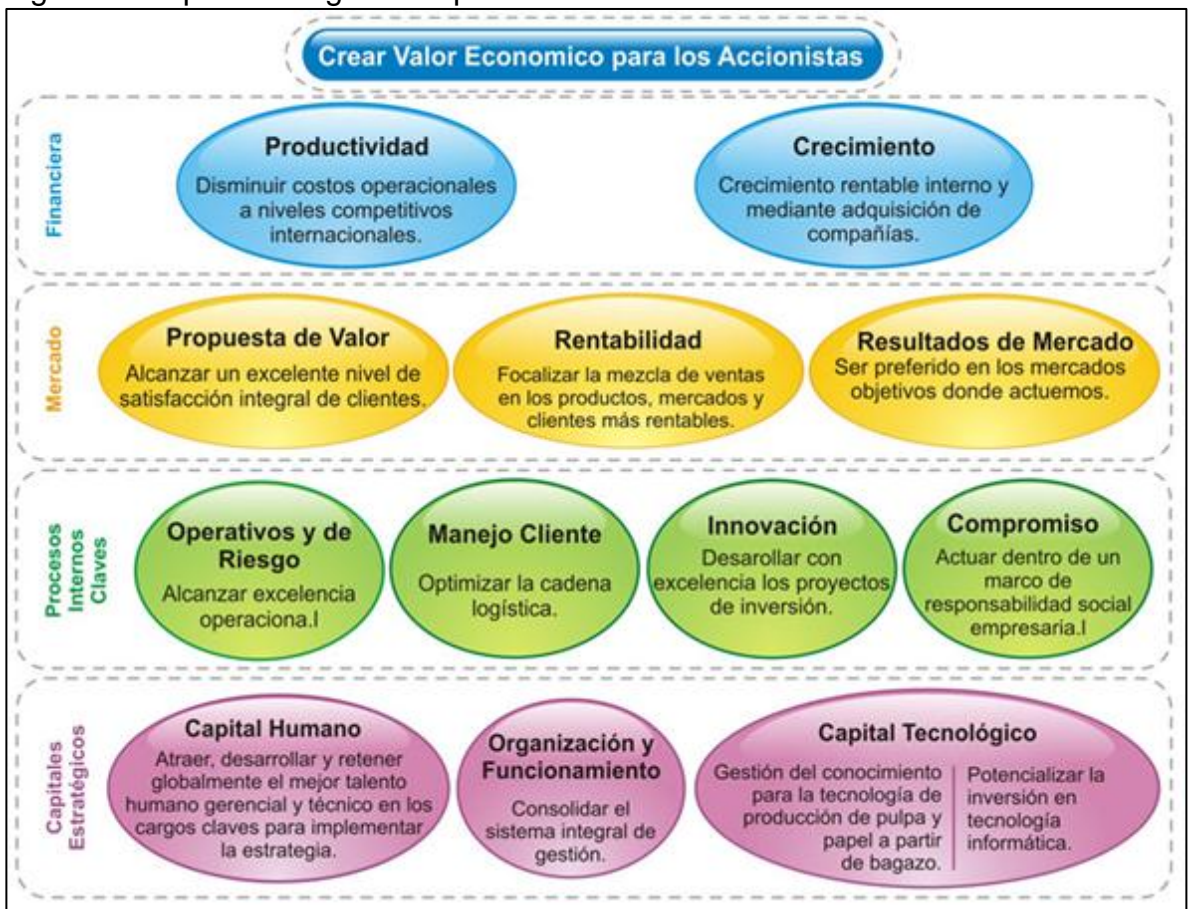 Crear Valor Economico para los Accionistas
Financiera
Productividad
Disminuir costos operacionales
a niveles competitivos
internacionales.
Crecimiento
Crecimiento rentable interno y
mediante adquisición de
compañías.
Mercado
Propuesta de Valor
Alcanzar un excelente nivel de
satisfacción integral de clientes.
Rentabilidad
Focalizar la mezcla de ventas
en los productos, mercados y
clientes más rentables.
Resultados de Mercado
Ser preferido en los mercados
objetivos donde actuemos.
Procesos
Internos
Claves
Operativos y de
Riesgo
Alcanzar excelencia
operaciona.l
Manejo Cliente
Optimizar la cadena
logística.
Innovación
Desarollar con
excelencia los proyectos
de inversión.
Compromiso
Actuar dentro de un
marco de
responsabilidad social
empresaria.l
Capitales
Estratégicos
Capital Humano
Atraer, desarrollar y retener
globalmente el mejor talento
humano gerencial y técnico en los
cargos claves para implementar
la estrategia.
Organización y
Funcionamiento
Consolidar el
sistema integral de
gestión.
Capital Tecnológico
Gestión del conocimiento
para la tecnología de
producción de pulpa y
papel a partir
de bagazo.
Potencializar la
inversión en
tecnología
informática.